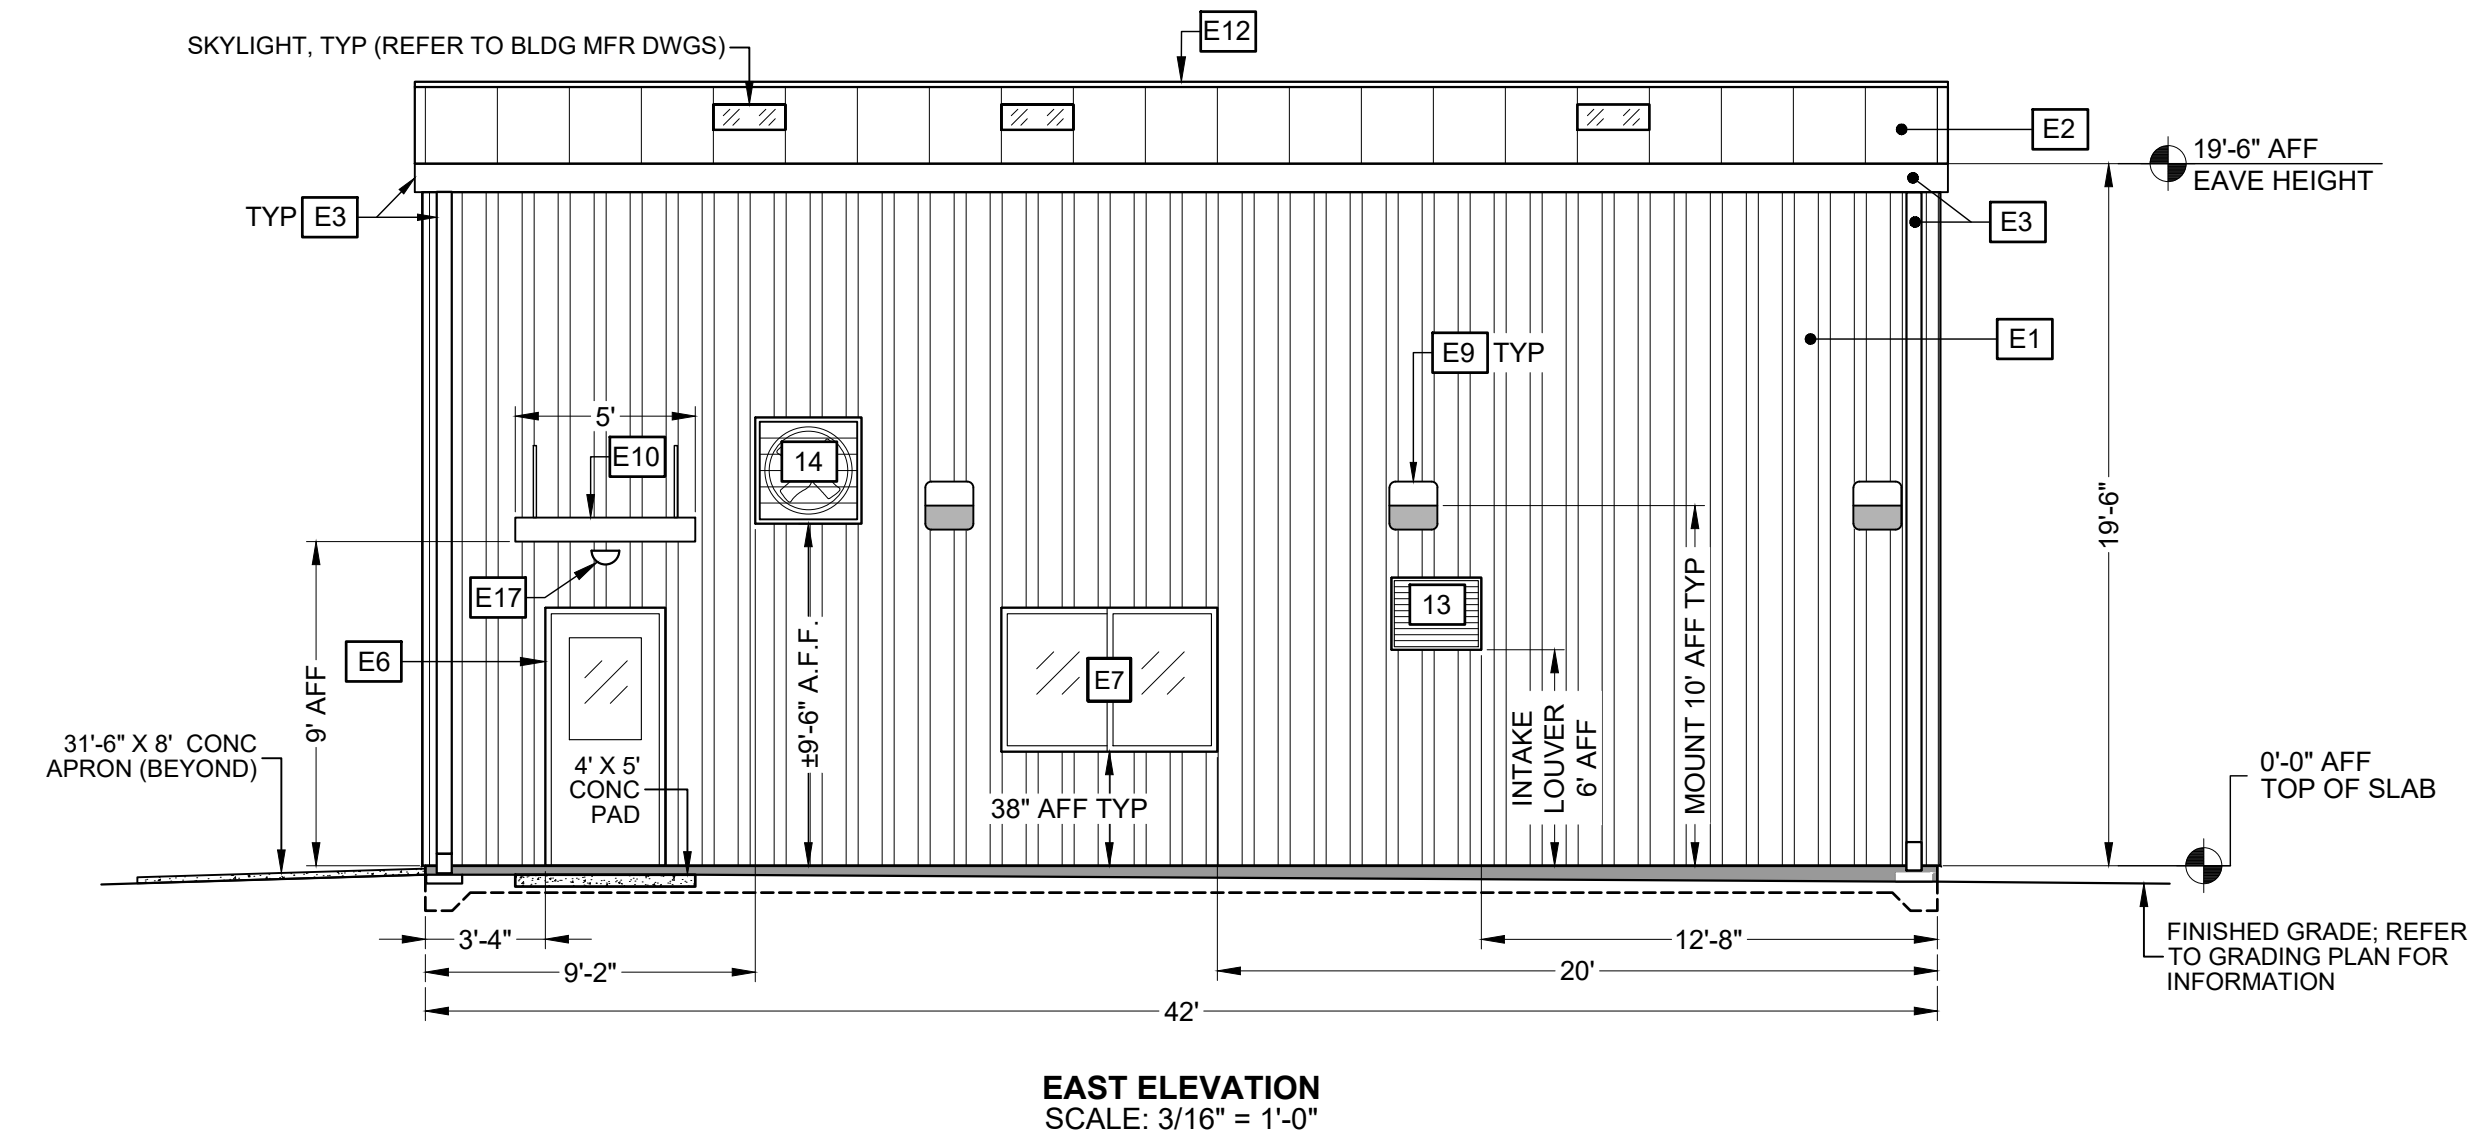 E12
SKYLIGHT, TYP (REFER TO BLDG MFR DWGS)
E2
19'-6" AFF
EAVE HEIGHT
TYP E3
E3
E1
E9 TYP
5'
E10
14
19'-6"
E17
13
E6
E7
9' AFF
±9'-6" A.F.F.
INTAKE
LOUVER
6' AFF
MOUNT 10' AFF TYP
31'-6" X 8' CONC
APRON (BEYOND)
4' X 5'
CONC
PAD
38" AFF TYP
0'-0" AFF
TOP OF SLAB
3'-4"
12'-8"
9'-2"
20'
42'
FINISHED GRADE; REFER
TO GRADING PLAN FOR
INFORMATION
EAST ELEVATION
SCALE: 3/16" = 1'-0"